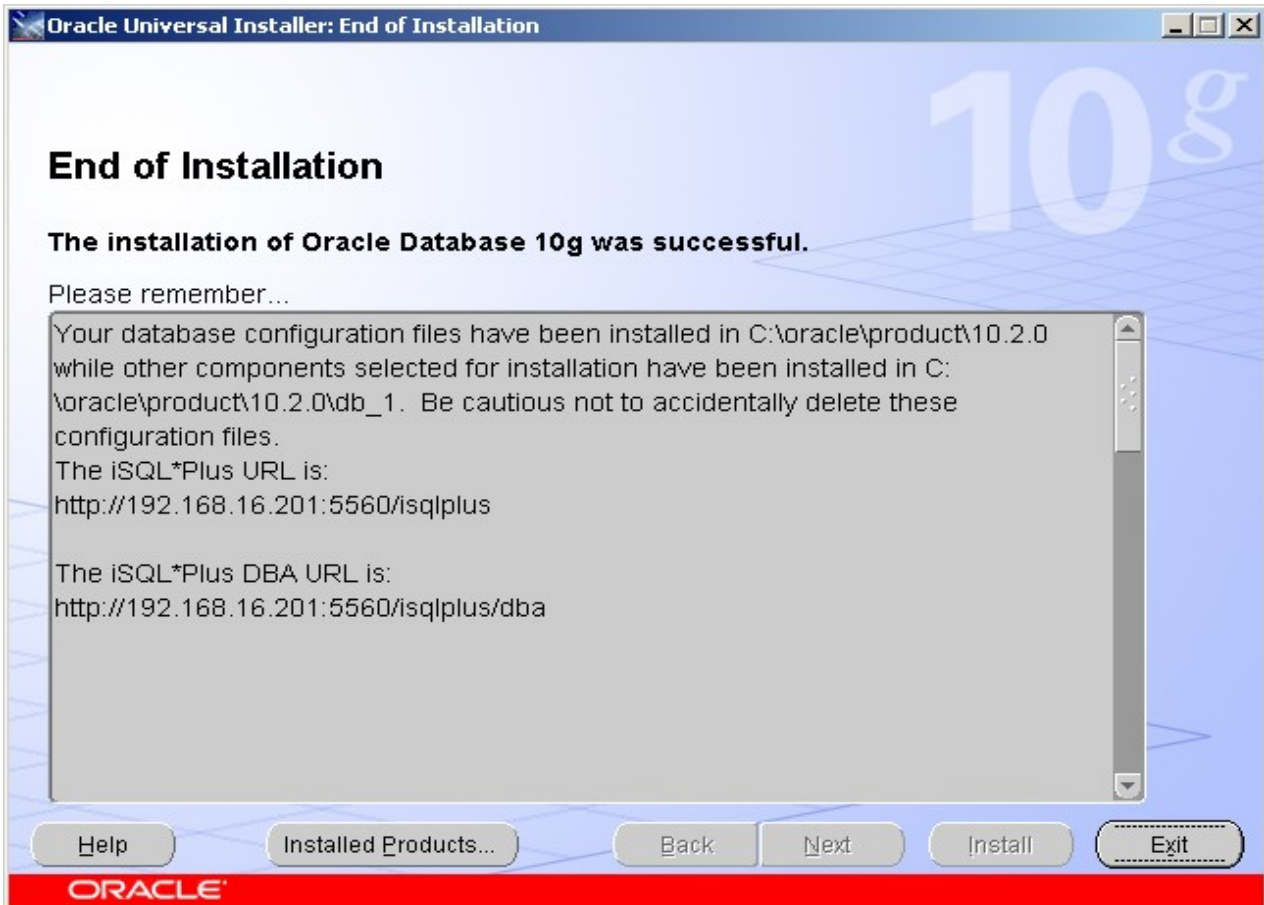 Oracle Universal Installer: End of Installation
10g
End of Installation
The installation of Oracle Database 10g was successful.
Please remember...
Your database configuration files have been installed in C:\oracle\product\10.2.0
while other components selected for installation have been installed in C:
\oracle\product\10.2.0\db_1.  Be cautious not to accidentally delete these
configuration files.
The iSQL*Plus URL is:
http://192.168.16.201:5560/isqlplus
The iSQL*Plus DBA URL is:
http://192.168.16.201:5560/isqlplus/dba
Help Installed Products... Back Next Install Exit
ORACLE